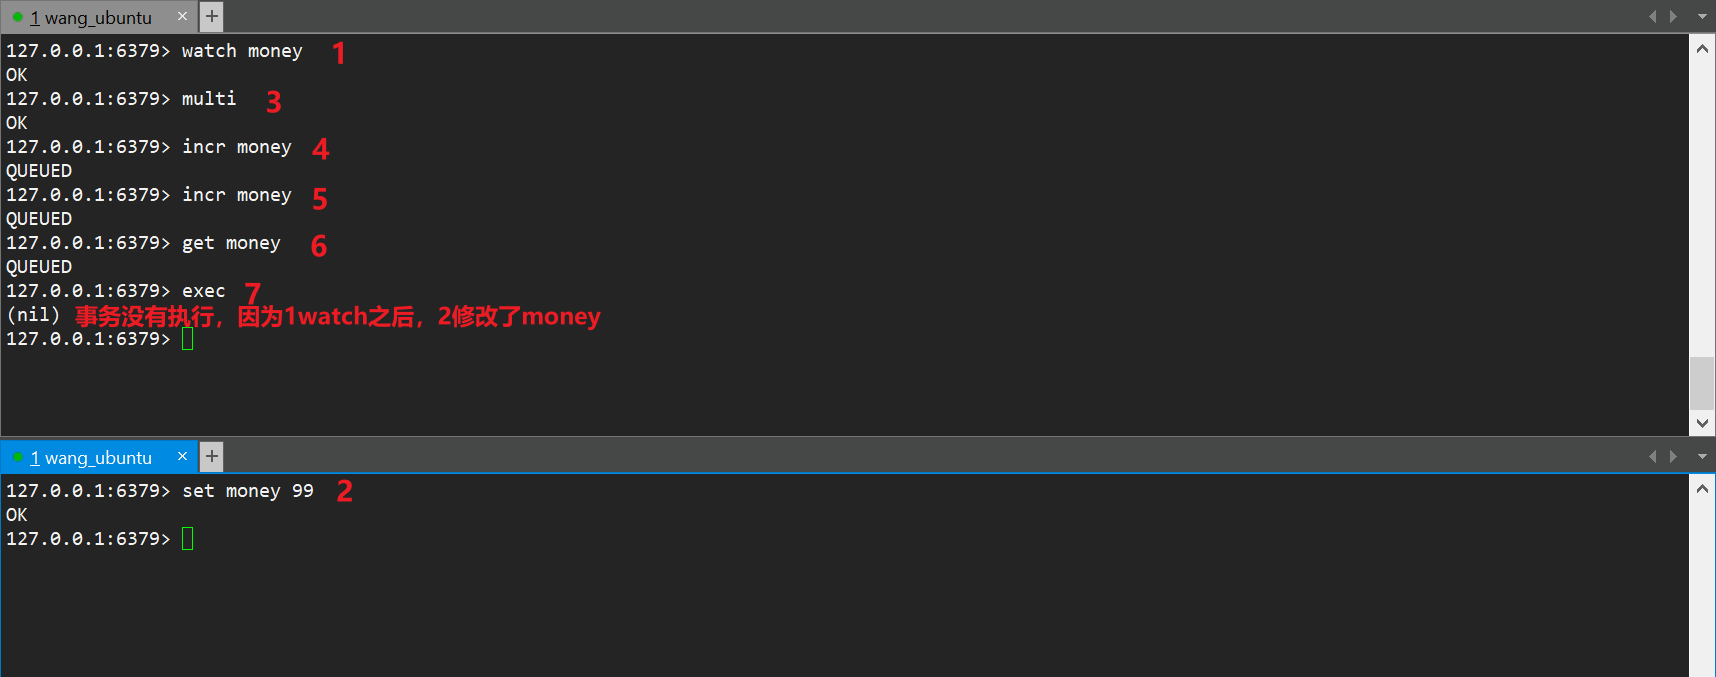 1 wang_ubuntu × +
127.0.0.1:6379> watch money 1
OK
127.0.0.1:6379> multi 3
OK
127.0.0.1:6379> incr money 4
QUEUED
127.0.0.1:6379> incr money 5
QUEUED
127.0.0.1:6379> get money 6
QUEUED
127.0.0.1:6379> exec 7
(nil) 事务没有执行，因为1watch之后，2修改了money
127.0.0.1:6379>
1 wang_ubuntu × +
127.0.0.1:6379> set money 99 2
OK
127.0.0.1:6379>